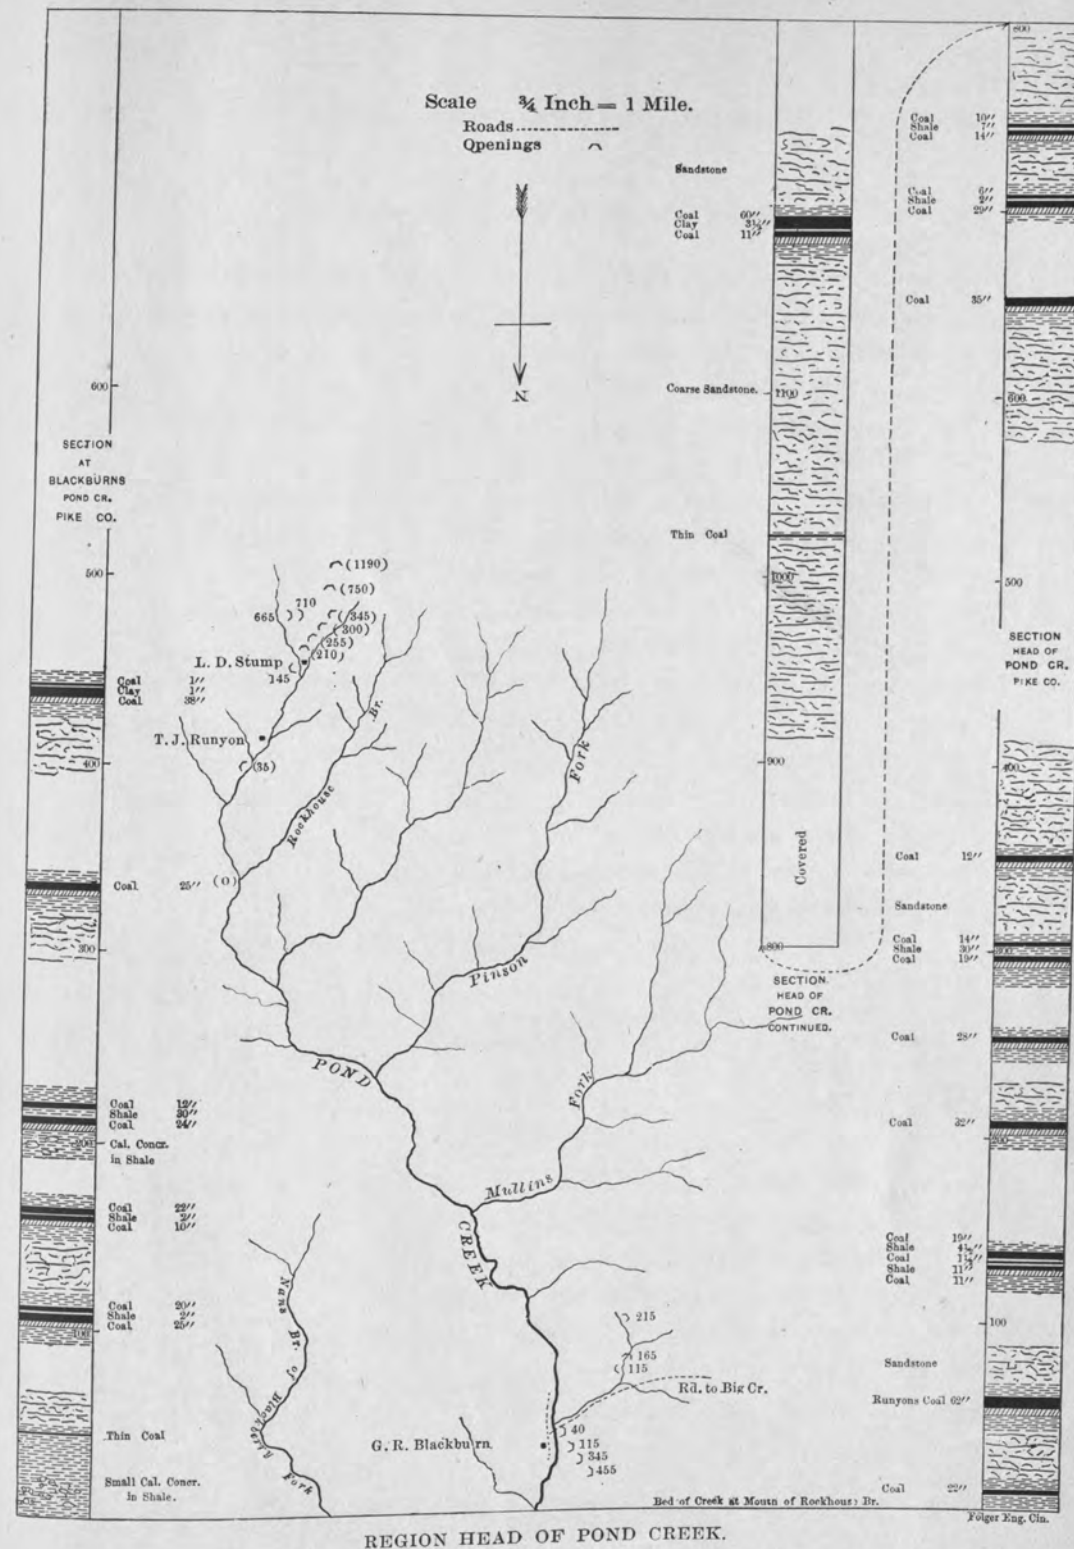 Scale ¾ Inch = 1 Mile.
Roads
Openings
N
600
SECTION
AT
BLACKBURNS
POND CR.
PIKE CO.
500
Coal 1″
Clay 1″
Coal 38″
400
Coal 25″
300
Coal 12″
Shale 30″
Coal 24″
200
Cal. Concr.
in Shale
Coal 22″
Shale 2″
Coal 10″
Coal 20″
Shale 2″
Coal 25″
100
Thin Coal
Small Cal. Concr.
in Shale.
(1190)
(750)
710
665
(345)
(300)
(255)
(210)
L. D. Stump
145
T. J. Runyon
(35)
Rockhouse Br.
(0)
Pinson Fork
POND CREEK
Mullins Fork
Nans Br. of
Fork
215
165
115
Rd. to Big Cr.
40
G. R. Blackburn
115
345
455
Sandstone
Coal 60″
Clay 3½″
Coal 11″
Coarse Sandstone.
1100
Thin Coal
1000
900
Covered
800
SECTION
HEAD OF
POND CR.
CONTINUED.
800
Coal 10″
Shale 7″
Coal 14″
Coal 6″
Shale 2″
Coal 29″
Coal 35″
600
500
SECTION
HEAD OF
POND CR.
PIKE CO.
400
Coal 12″
Sandstone
Coal 14″
Shale 30″
Coal 19″
300
Coal 28″
Coal 32″
200
Coal 19″
Shale 4½″
Coal
Shale 11″
Coal 11″
100
Sandstone
Runyons Coal 62″
Coal 22″
Bed of Creek at Mouth of Rockhouse Br.
Folger Eng. Cin.
REGION HEAD OF POND CREEK.